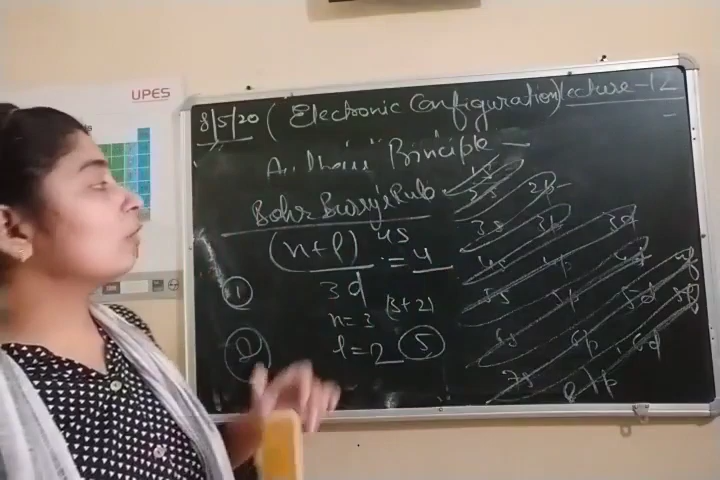 UPES
8/5/20 (Electronic Configuration) Lecture-12
Principle
Bohr Burry's Rule
1s
2s 2p
3s 3p 3d
4s 4p 4d 4f
5s 5p 5d 5f
6s 6p 6d
7s 7p
(n+l) 4s = 4
① 3d
n=3 (3+2)
l=2 ⑤
②